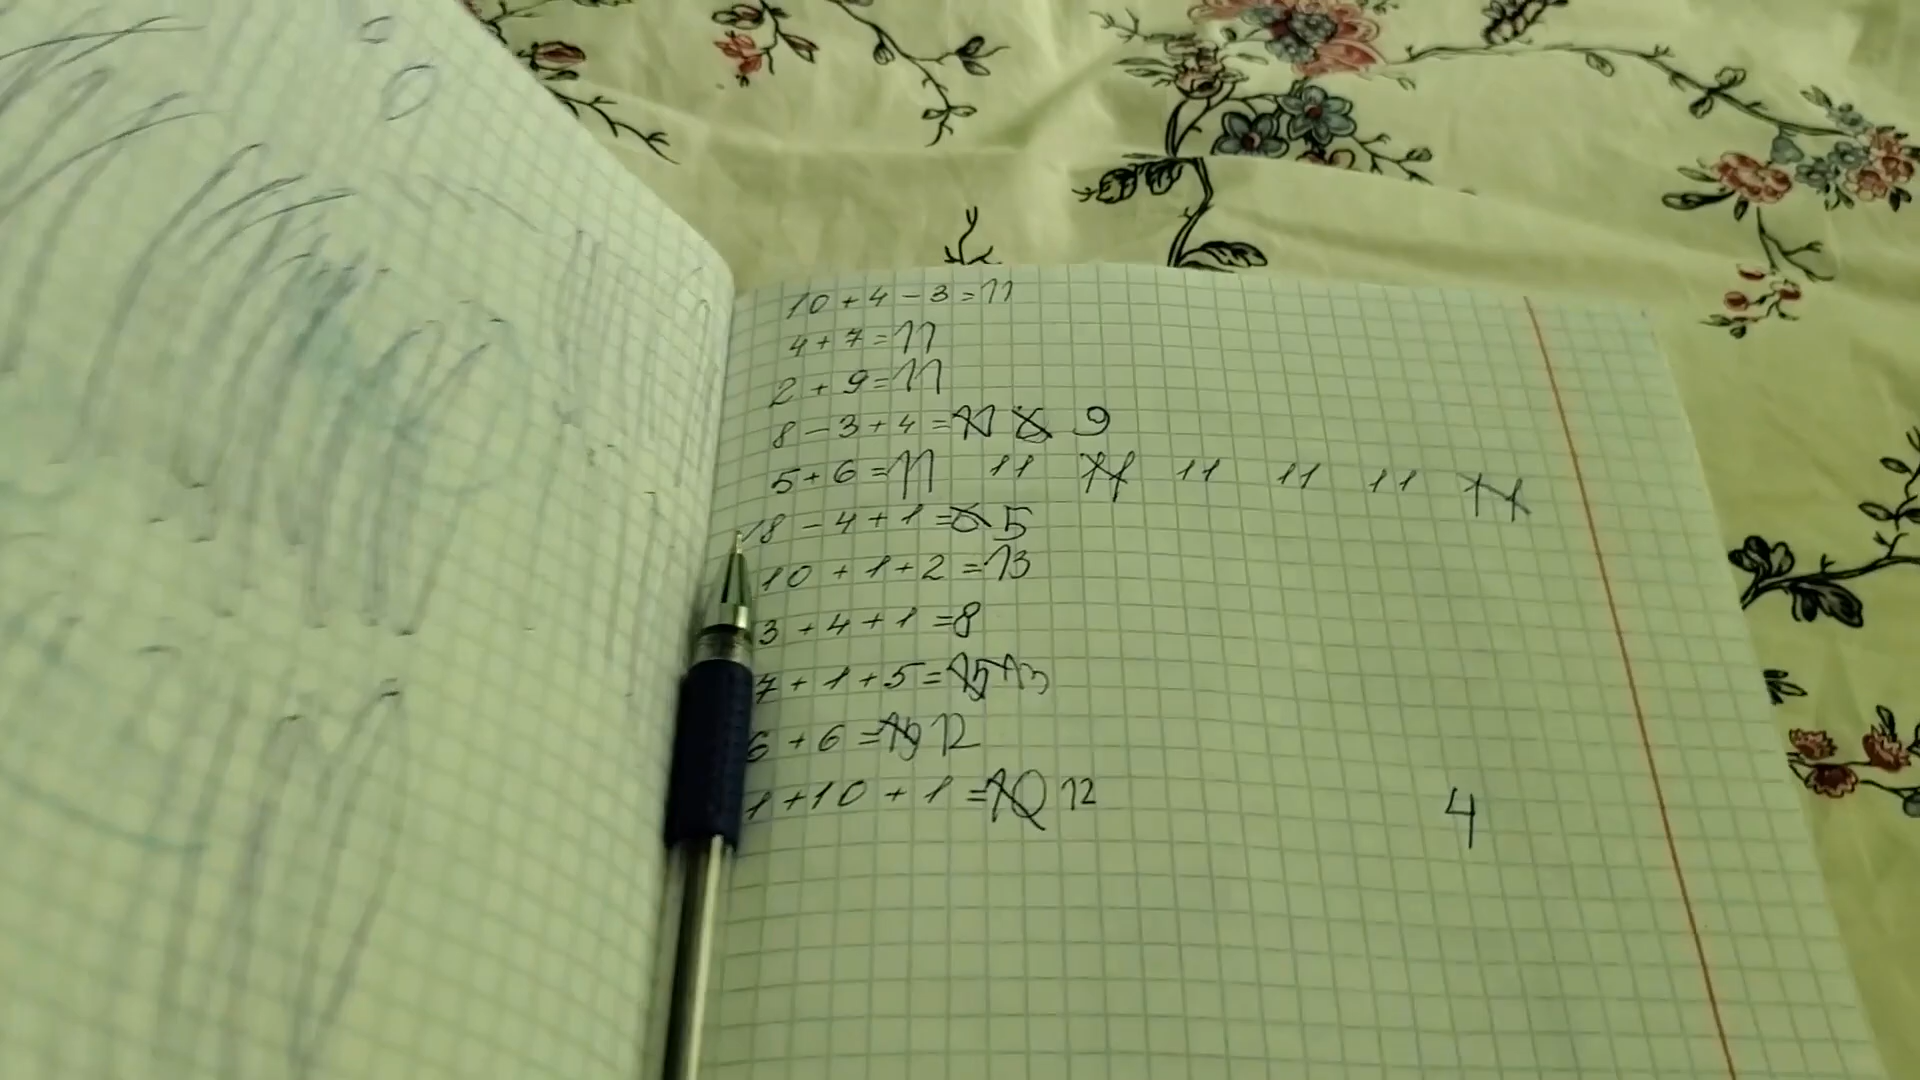 10 + 4 - 3 = 11
4 + 7 = 11
2 + 9 = 11
8 - 3 + 4 = 11 6 9
5 + 6 = 11 11 11 11 11 11 11
8 - 4 + 1 = 6 5
10 + 1 + 2 = 13
3 + 4 + 1 = 8
7 + 1 + 5 = 15 13
6 + 6 = 12
1 + 10 + 1 = 10 12
4